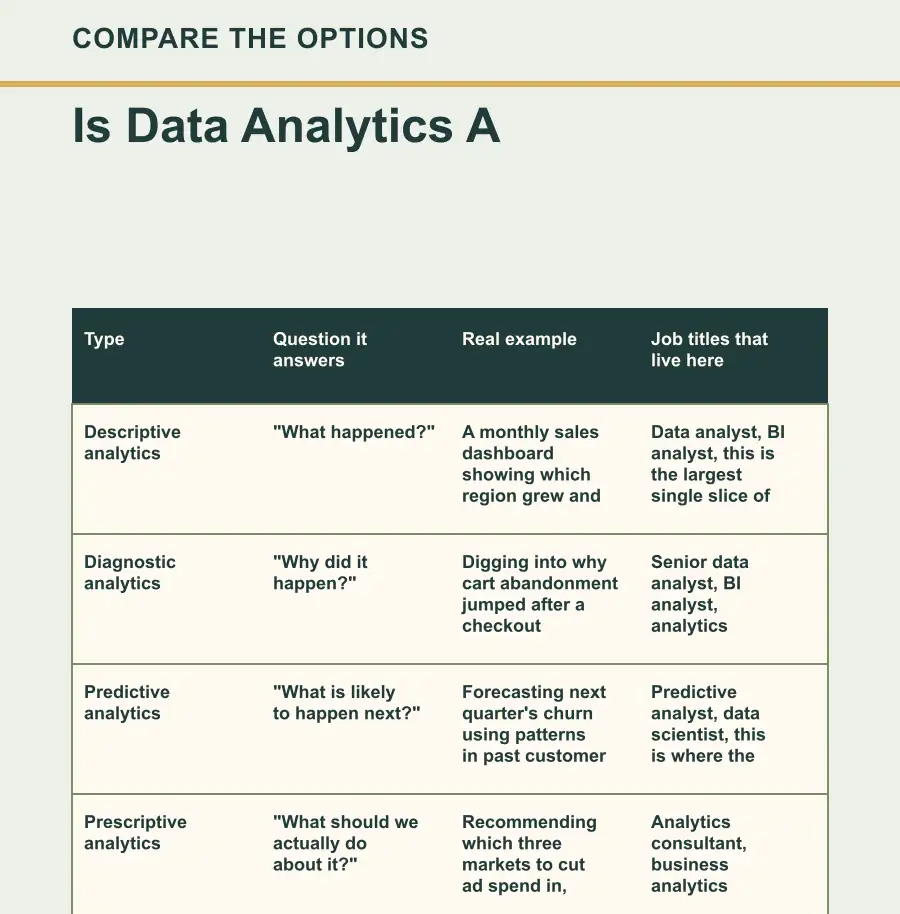 COMPARE THE OPTIONS
Is Data Analytics A
Type
Question it
answers
Real example
Job titles that
live here
Descriptive
analytics
"What happened?"
A monthly sales
dashboard
showing which
region grew and
Data analyst, BI
analyst, this is
the largest
single slice of
Diagnostic
analytics
"Why did it
happen?"
Digging into why
cart abandonment
jumped after a
checkout
Senior data
analyst, BI
analyst,
analytics
Predictive
analytics
"What is likely
to happen next?"
Forecasting next
quarter's churn
using patterns
in past customer
Predictive
analyst, data
scientist, this
is where the
Prescriptive
analytics
"What should we
actually do
about it?"
Recommending
which three
markets to cut
ad spend in,
Analytics
consultant,
business
analytics